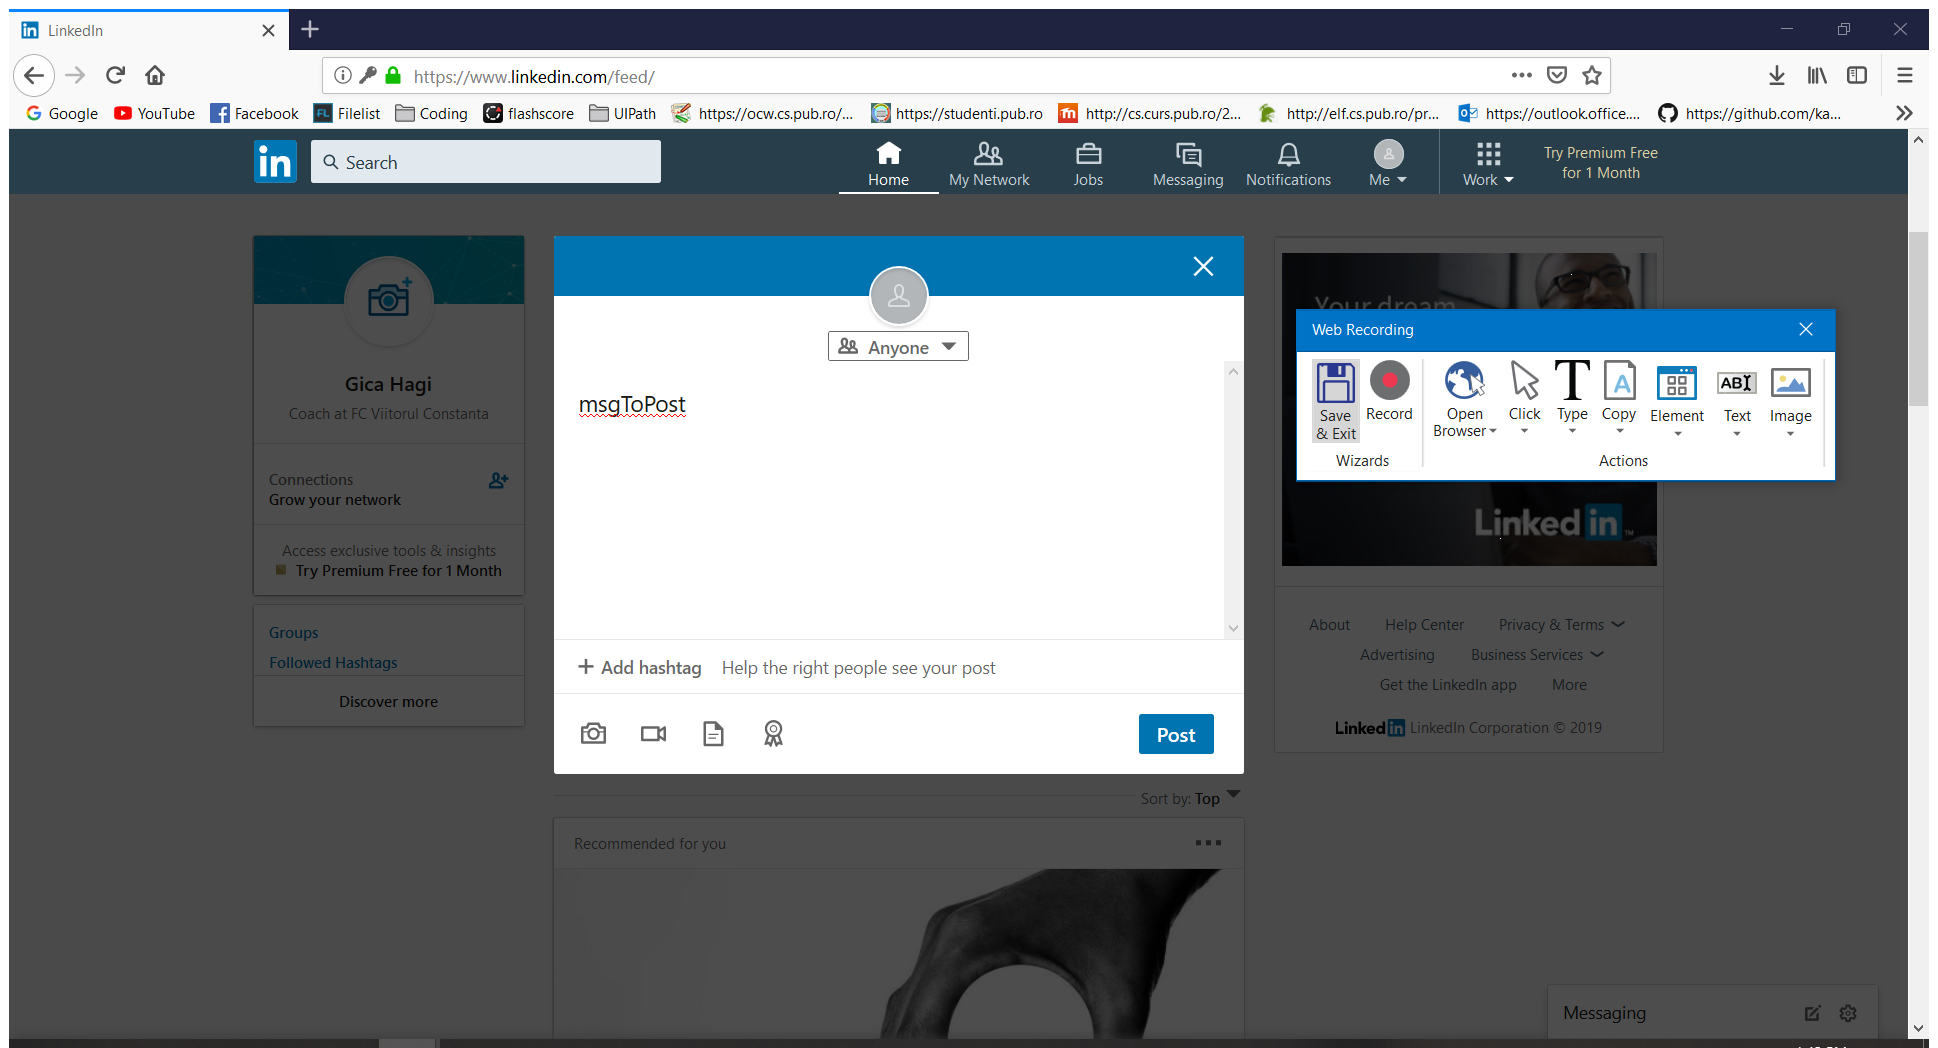 LinkedIn
https://www.linkedin.com/feed/
Google YouTube Facebook Filelist Coding flashscore UIPath https://ocw.cs.pub.ro/... https://studenti.pub.ro http://cs.curs.pub.ro/2... http://elf.cs.pub.ro/pr... https://outlook.office.... https://github.com/ka...
in Search
Home My Network Jobs Messaging Notifications Me Work
Try Premium Free
for 1 Month
Gica Hagi
Coach at FC Viitorul Constanta
Connections
Grow your network
Access exclusive tools & insights
Try Premium Free for 1 Month
Groups
Followed Hashtags
Discover more
Anyone
msgToPost
+ Add hashtag Help the right people see your post
Post
Sort by: Top
Recommended for you
Your dream
Web Recording
Save
& Exit
Record
Open
Browser
Click
Type
Copy
Element
Text
Image
Wizards
Actions
LinkedIn™
About Help Center Privacy & Terms
Advertising Business Services
Get the LinkedIn app More
LinkedIn LinkedIn Corporation © 2019
Messaging